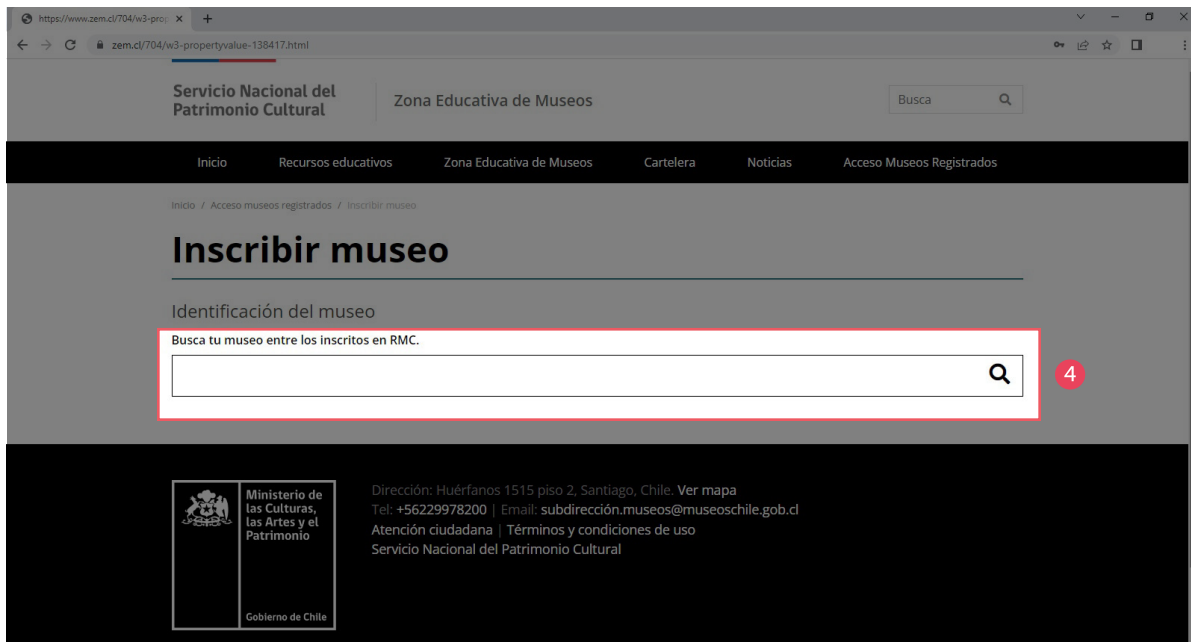 https://www.zem.cl/704/w3-prop
zem.cl/704/w3-propertyvalue-138417.html
Servicio Nacional del
Patrimonio Cultural
Zona Educativa de Museos
Busca
Inicio Recursos educativos Zona Educativa de Museos Cartelera Noticias Acceso Museos Registrados
Inicio / Acceso museos registrados / Inscribir museo
Inscribir museo
Identificación del museo
Busca tu museo entre los inscritos en RMC.
4
Ministerio de
las Culturas,
las Artes y el
Patrimonio
Gobierno de Chile
Dirección: Huérfanos 1515 piso 2, Santiago, Chile. Ver mapa
Tel: +56229978200 | Email: subdirección.museos@museoschile.gob.cl
Atención ciudadana | Términos y condiciones de uso
Servicio Nacional del Patrimonio Cultural